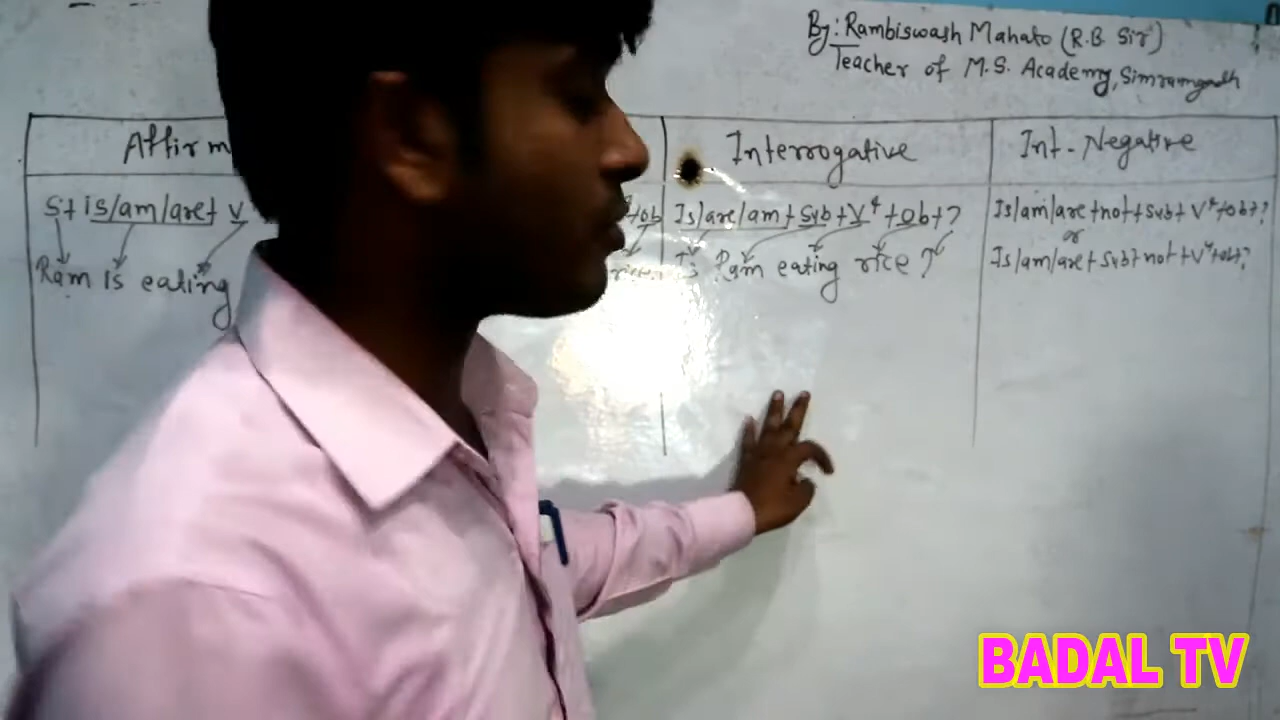 By: Rambiswash Mahato (R.B. Sir)
Teacher of M.S. Academy, Simraungadh
Affirm
Interrogative
Int-Negative
S+is/am/are+ V
+ob
Is/are/am+Sub+V⁴+Ob+?
Is/am/are+not+Sub+V⁴+Ob+?
or
Is/am/are+Sub+not+V⁴+ob+?
Ram is eating
Is Ram eating rice?
BADAL TV